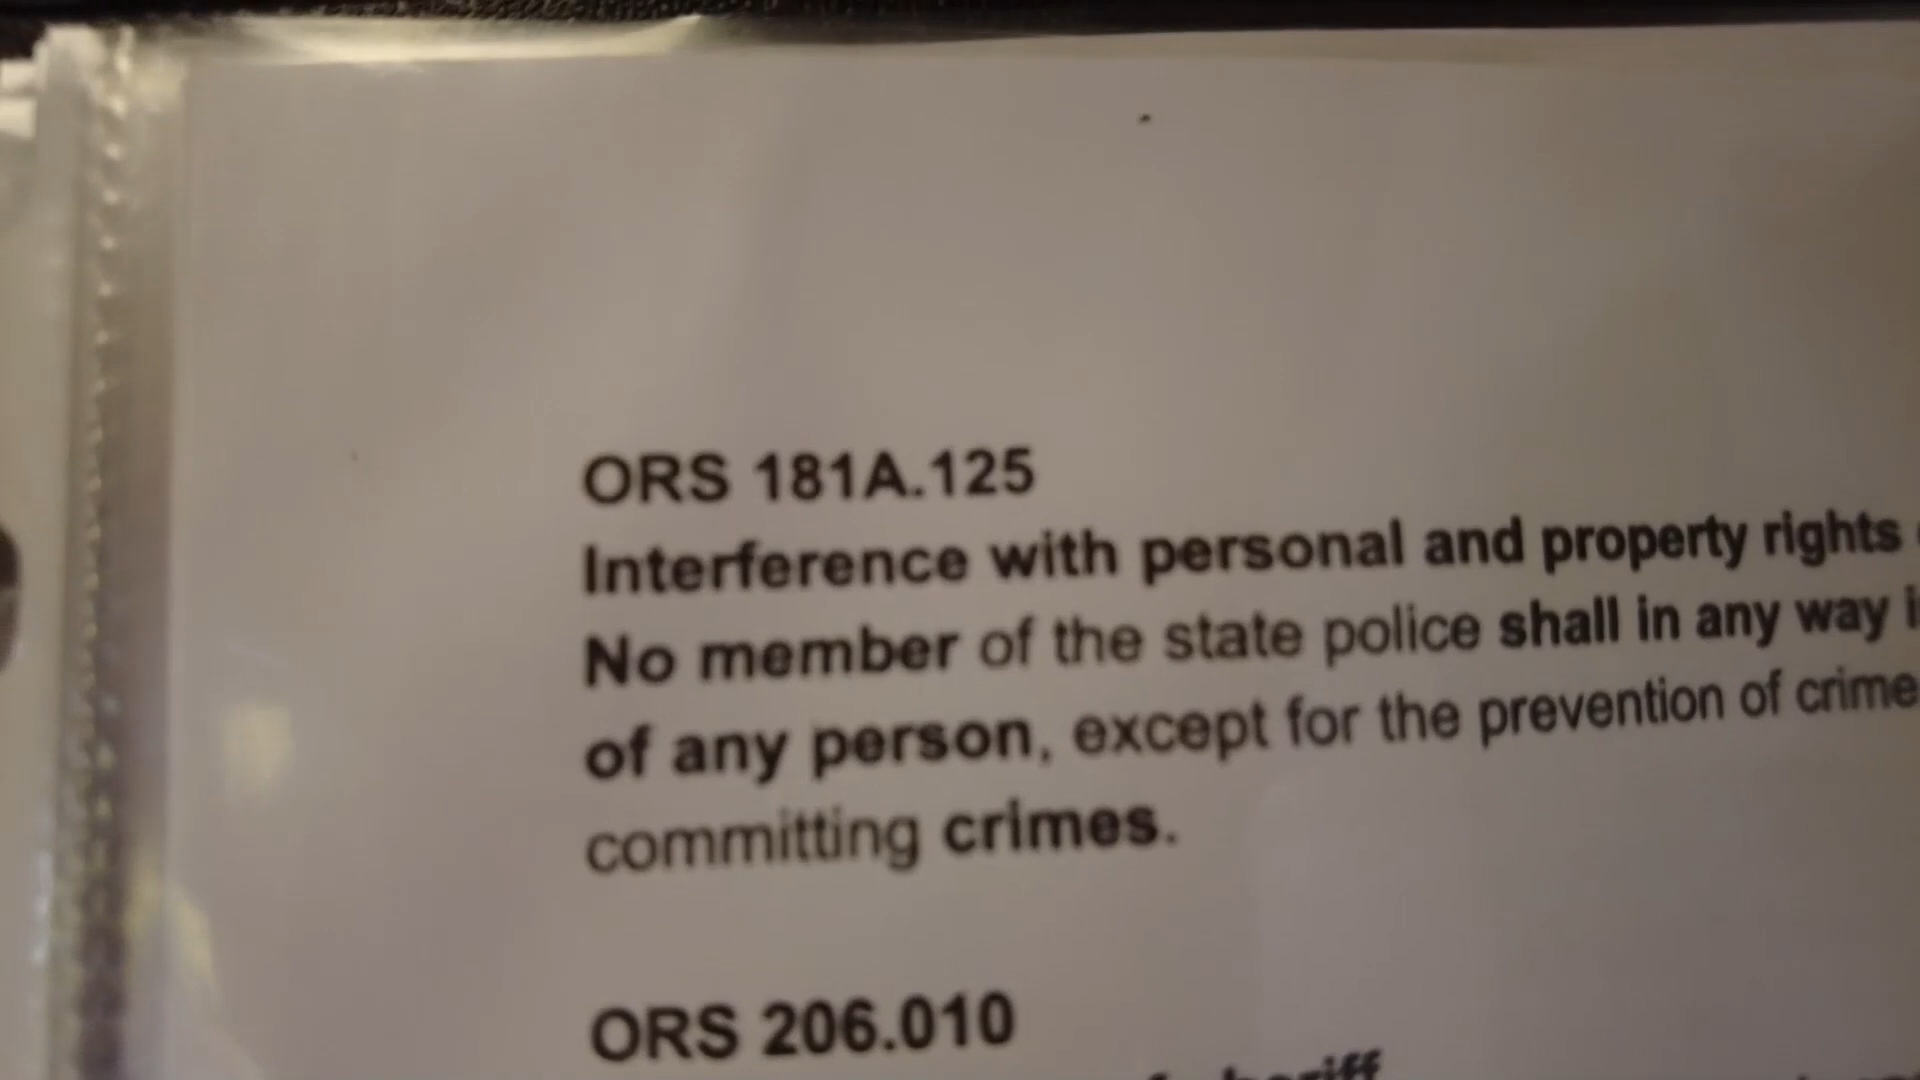 ORS 181A.125
Interference with personal and property rights
No member of the state police shall in any way
of any person, except for the prevention of crime
committing crimes.
ORS 206.010
sheriff